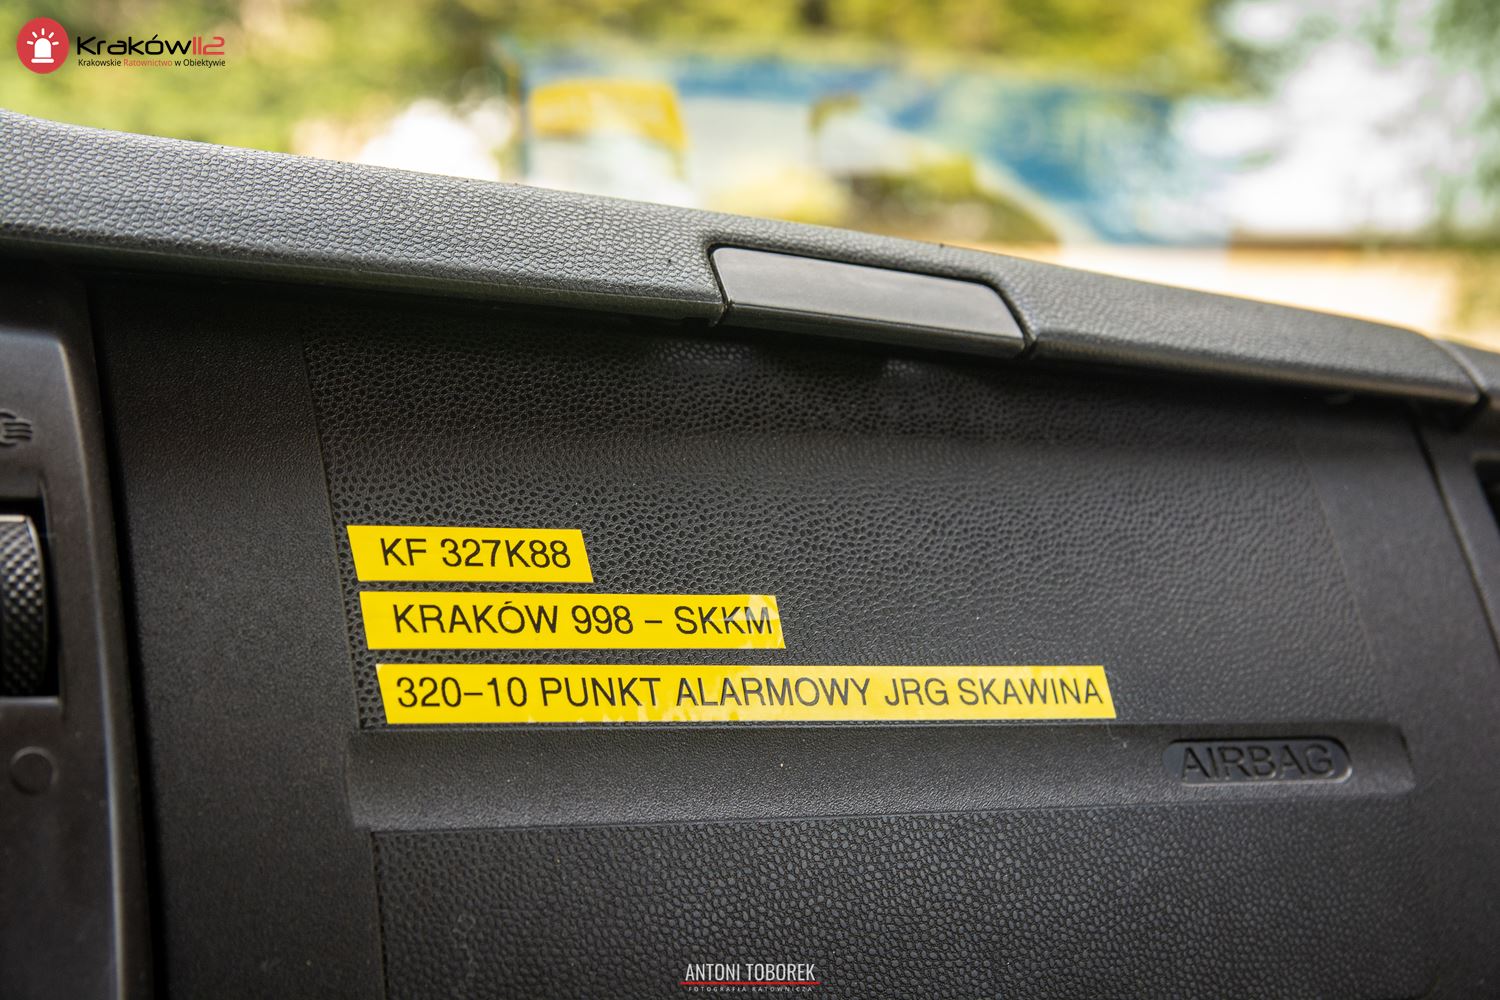 Kraków112
Krakowskie Ratownictwo w Obiektywie
KF 327K88
KRAKÓW 998 – SKKM
320–10 PUNKT ALARMOWY JRG SKAWINA
AIRBAG
ANTONI TOBOREK
FOTOGRAFIA RATOWNICZA